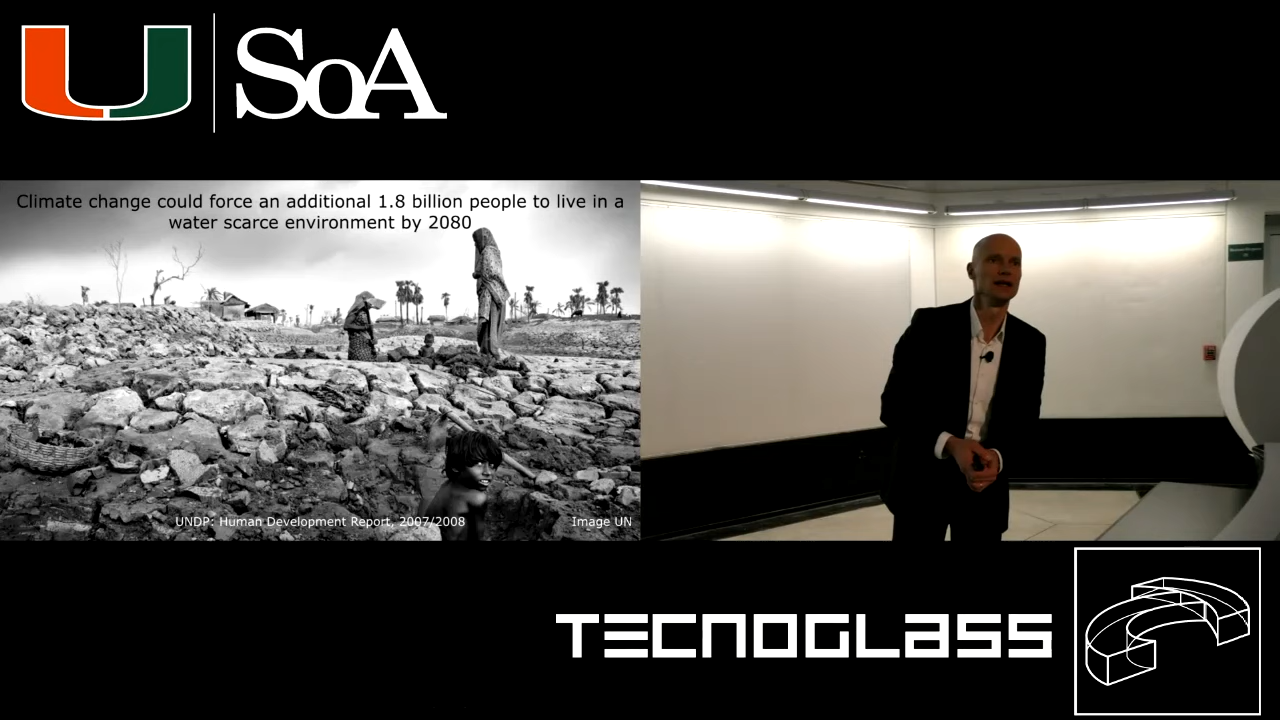 U
SoA
Climate change could force an additional 1.8 billion people to live in a
water scarce environment by 2080
UNDP: Human Development Report, 2007/2008
Image UN
TECNOGLASS